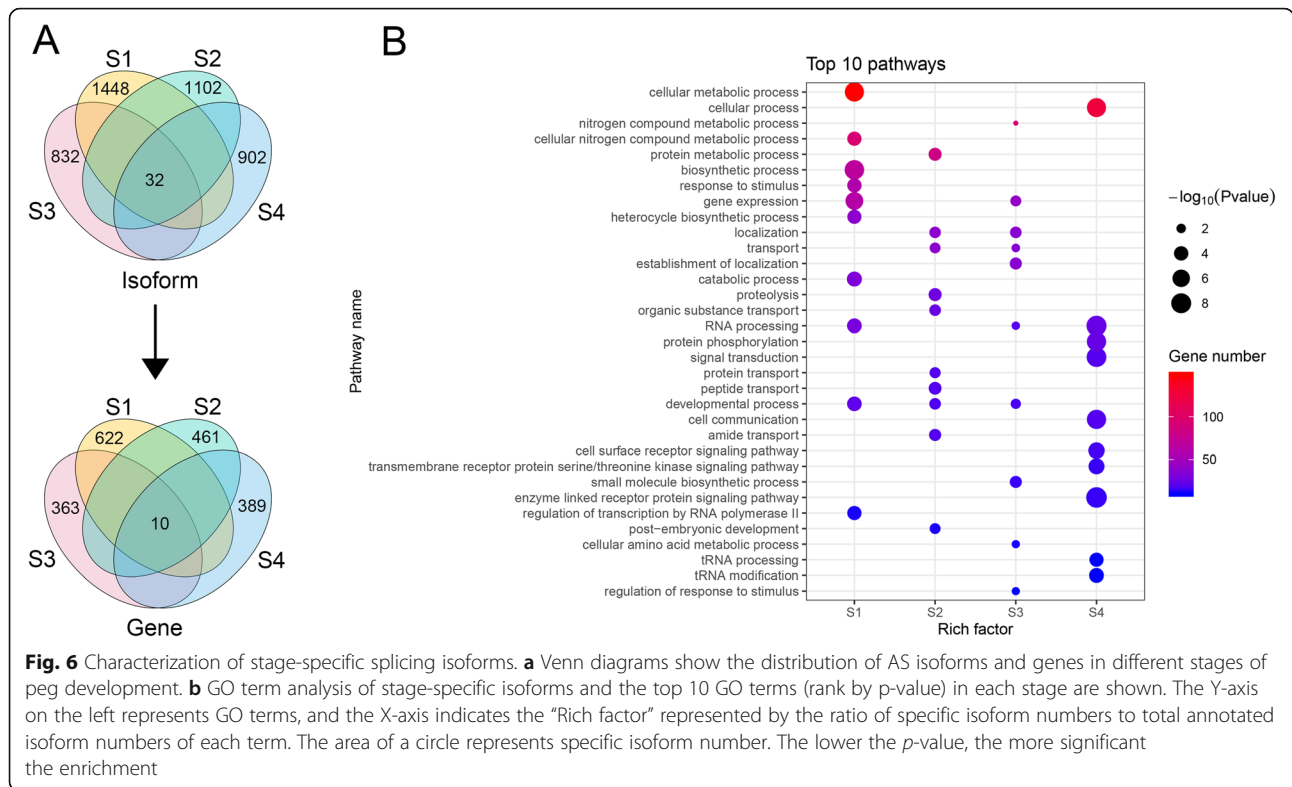 A
S1
S2
1448
1102
832
902
32
S3
S4
Isoform
S1
S2
622
461
363
389
10
S3
S4
Gene
B
Top 10 pathways
Pathway name
cellular metabolic process
cellular process
nitrogen compound metabolic process
cellular nitrogen compound metabolic process
protein metabolic process
biosynthetic process
response to stimulus
gene expression
heterocycle biosynthetic process
localization
transport
establishment of localization
catabolic process
proteolysis
organic substance transport
RNA processing
protein phosphorylation
signal transduction
protein transport
peptide transport
developmental process
cell communication
amide transport
cell surface receptor signaling pathway
transmembrane receptor protein serine/threonine kinase signaling pathway
small molecule biosynthetic process
enzyme linked receptor protein signaling pathway
regulation of transcription by RNA polymerase II
post−embryonic development
cellular amino acid metabolic process
tRNA processing
tRNA modification
regulation of response to stimulus
S1 S2 S3 S4
Rich factor
−log10(Pvalue)
2
4
6
8
Gene number
100
50
Fig. 6 Characterization of stage-specific splicing isoforms. a Venn diagrams show the distribution of AS isoforms and genes in different stages of
peg development. b GO term analysis of stage-specific isoforms and the top 10 GO terms (rank by p-value) in each stage are shown. The Y-axis
on the left represents GO terms, and the X-axis indicates the “Rich factor” represented by the ratio of specific isoform numbers to total annotated
isoform numbers of each term. The area of a circle represents specific isoform number. The lower the p-value, the more significant
the enrichment